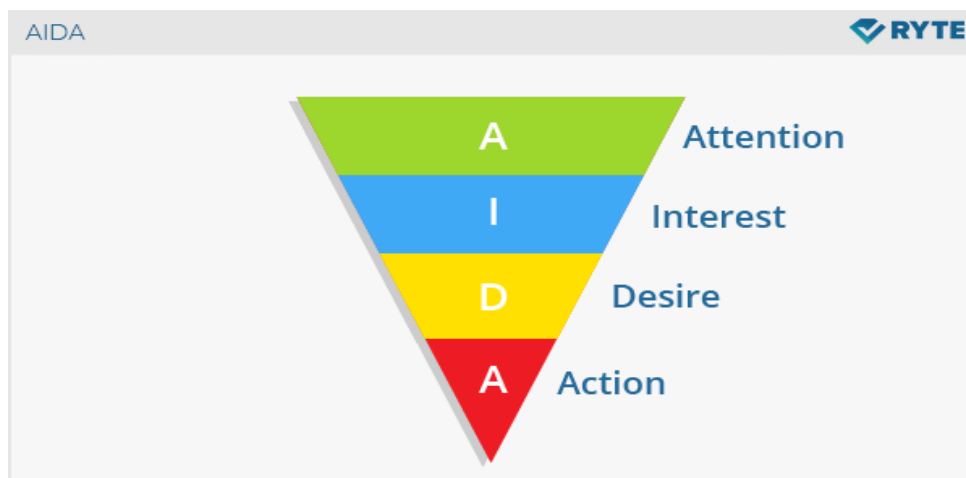 AIDA
RYTE
A Attention
I Interest
D Desire
A Action